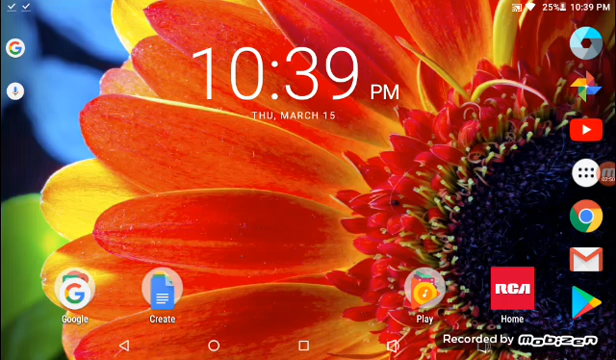 25% 10:39 PM
10:39 PM
THU, MARCH 15
RCA
Google
Create
Play
Home
Recorded by MOBIZEN